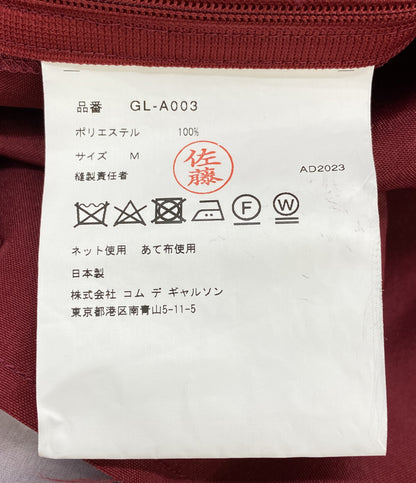 品番 GL-A003
ポリエステル 100%
サイズ M
縫製責任者
佐藤
AD2023
F W
ネット使用 あて布使用
日本製
株式会社 コム デ ギャルソン
東京都港区南青山5-11-5